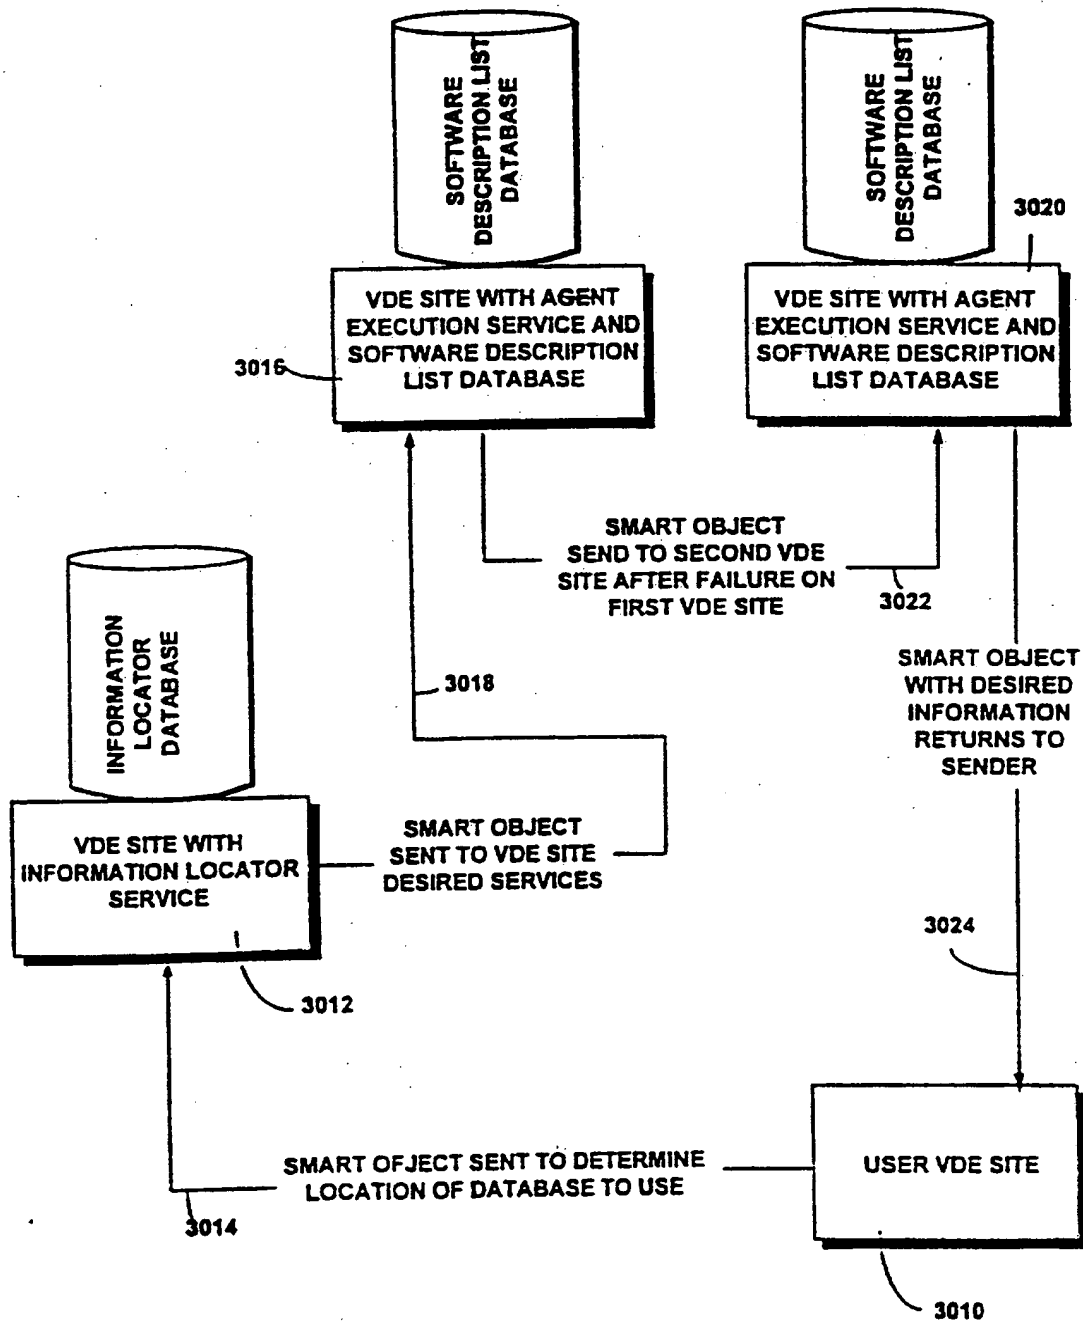 SOFTWARE
DESCRIPTION LIST
DATABASE
SOFTWARE
DESCRIPTION LIST
DATABASE
3020
VDE SITE WITH AGENT
EXECUTION SERVICE AND
SOFTWARE DESCRIPTION
LIST DATABASE
3016
VDE SITE WITH AGENT
EXECUTION SERVICE AND
SOFTWARE DESCRIPTION
LIST DATABASE
SMART OBJECT
SEND TO SECOND VDE
SITE AFTER FAILURE ON
FIRST VDE SITE
3022
INFORMATION
LOCATOR
DATABASE
3018
SMART OBJECT
WITH DESIRED
INFORMATION
RETURNS TO
SENDER
VDE SITE WITH
INFORMATION LOCATOR
SERVICE
SMART OBJECT
SENT TO VDE SITE
DESIRED SERVICES
3024
3012
SMART OFJECT SENT TO DETERMINE
LOCATION OF DATABASE TO USE
3014
USER VDE SITE
3010